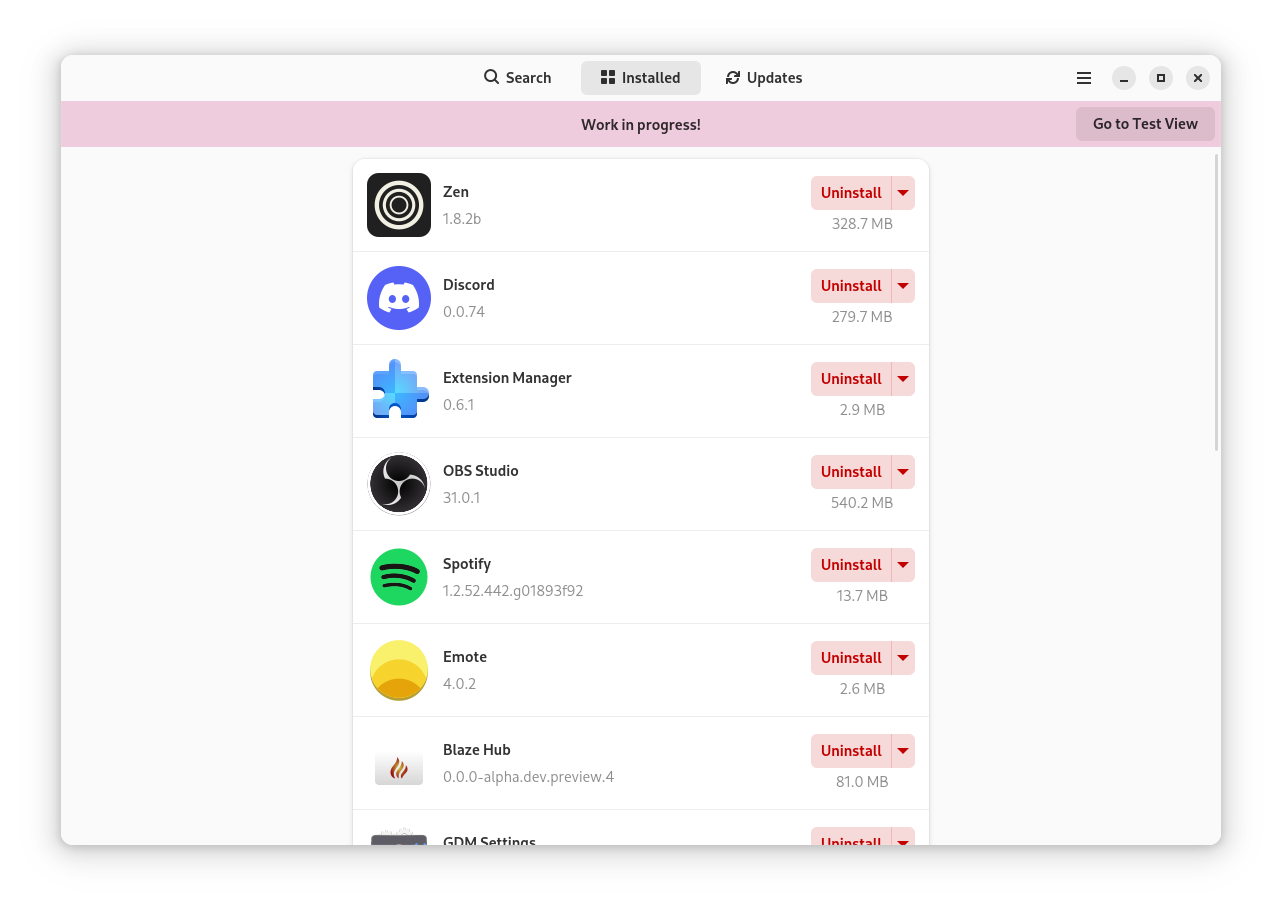 Search
Installed
Updates
Work in progress!
Go to Test View
Zen
1.8.2b
Uninstall
328.7 MB
Discord
0.0.74
Uninstall
279.7 MB
Extension Manager
0.6.1
Uninstall
2.9 MB
OBS Studio
31.0.1
Uninstall
540.2 MB
Spotify
1.2.52.442.g01893f92
Uninstall
13.7 MB
Emote
4.0.2
Uninstall
2.6 MB
Blaze Hub
0.0.0-alpha.dev.preview.4
Uninstall
81.0 MB
GDM Settings
Uninstall